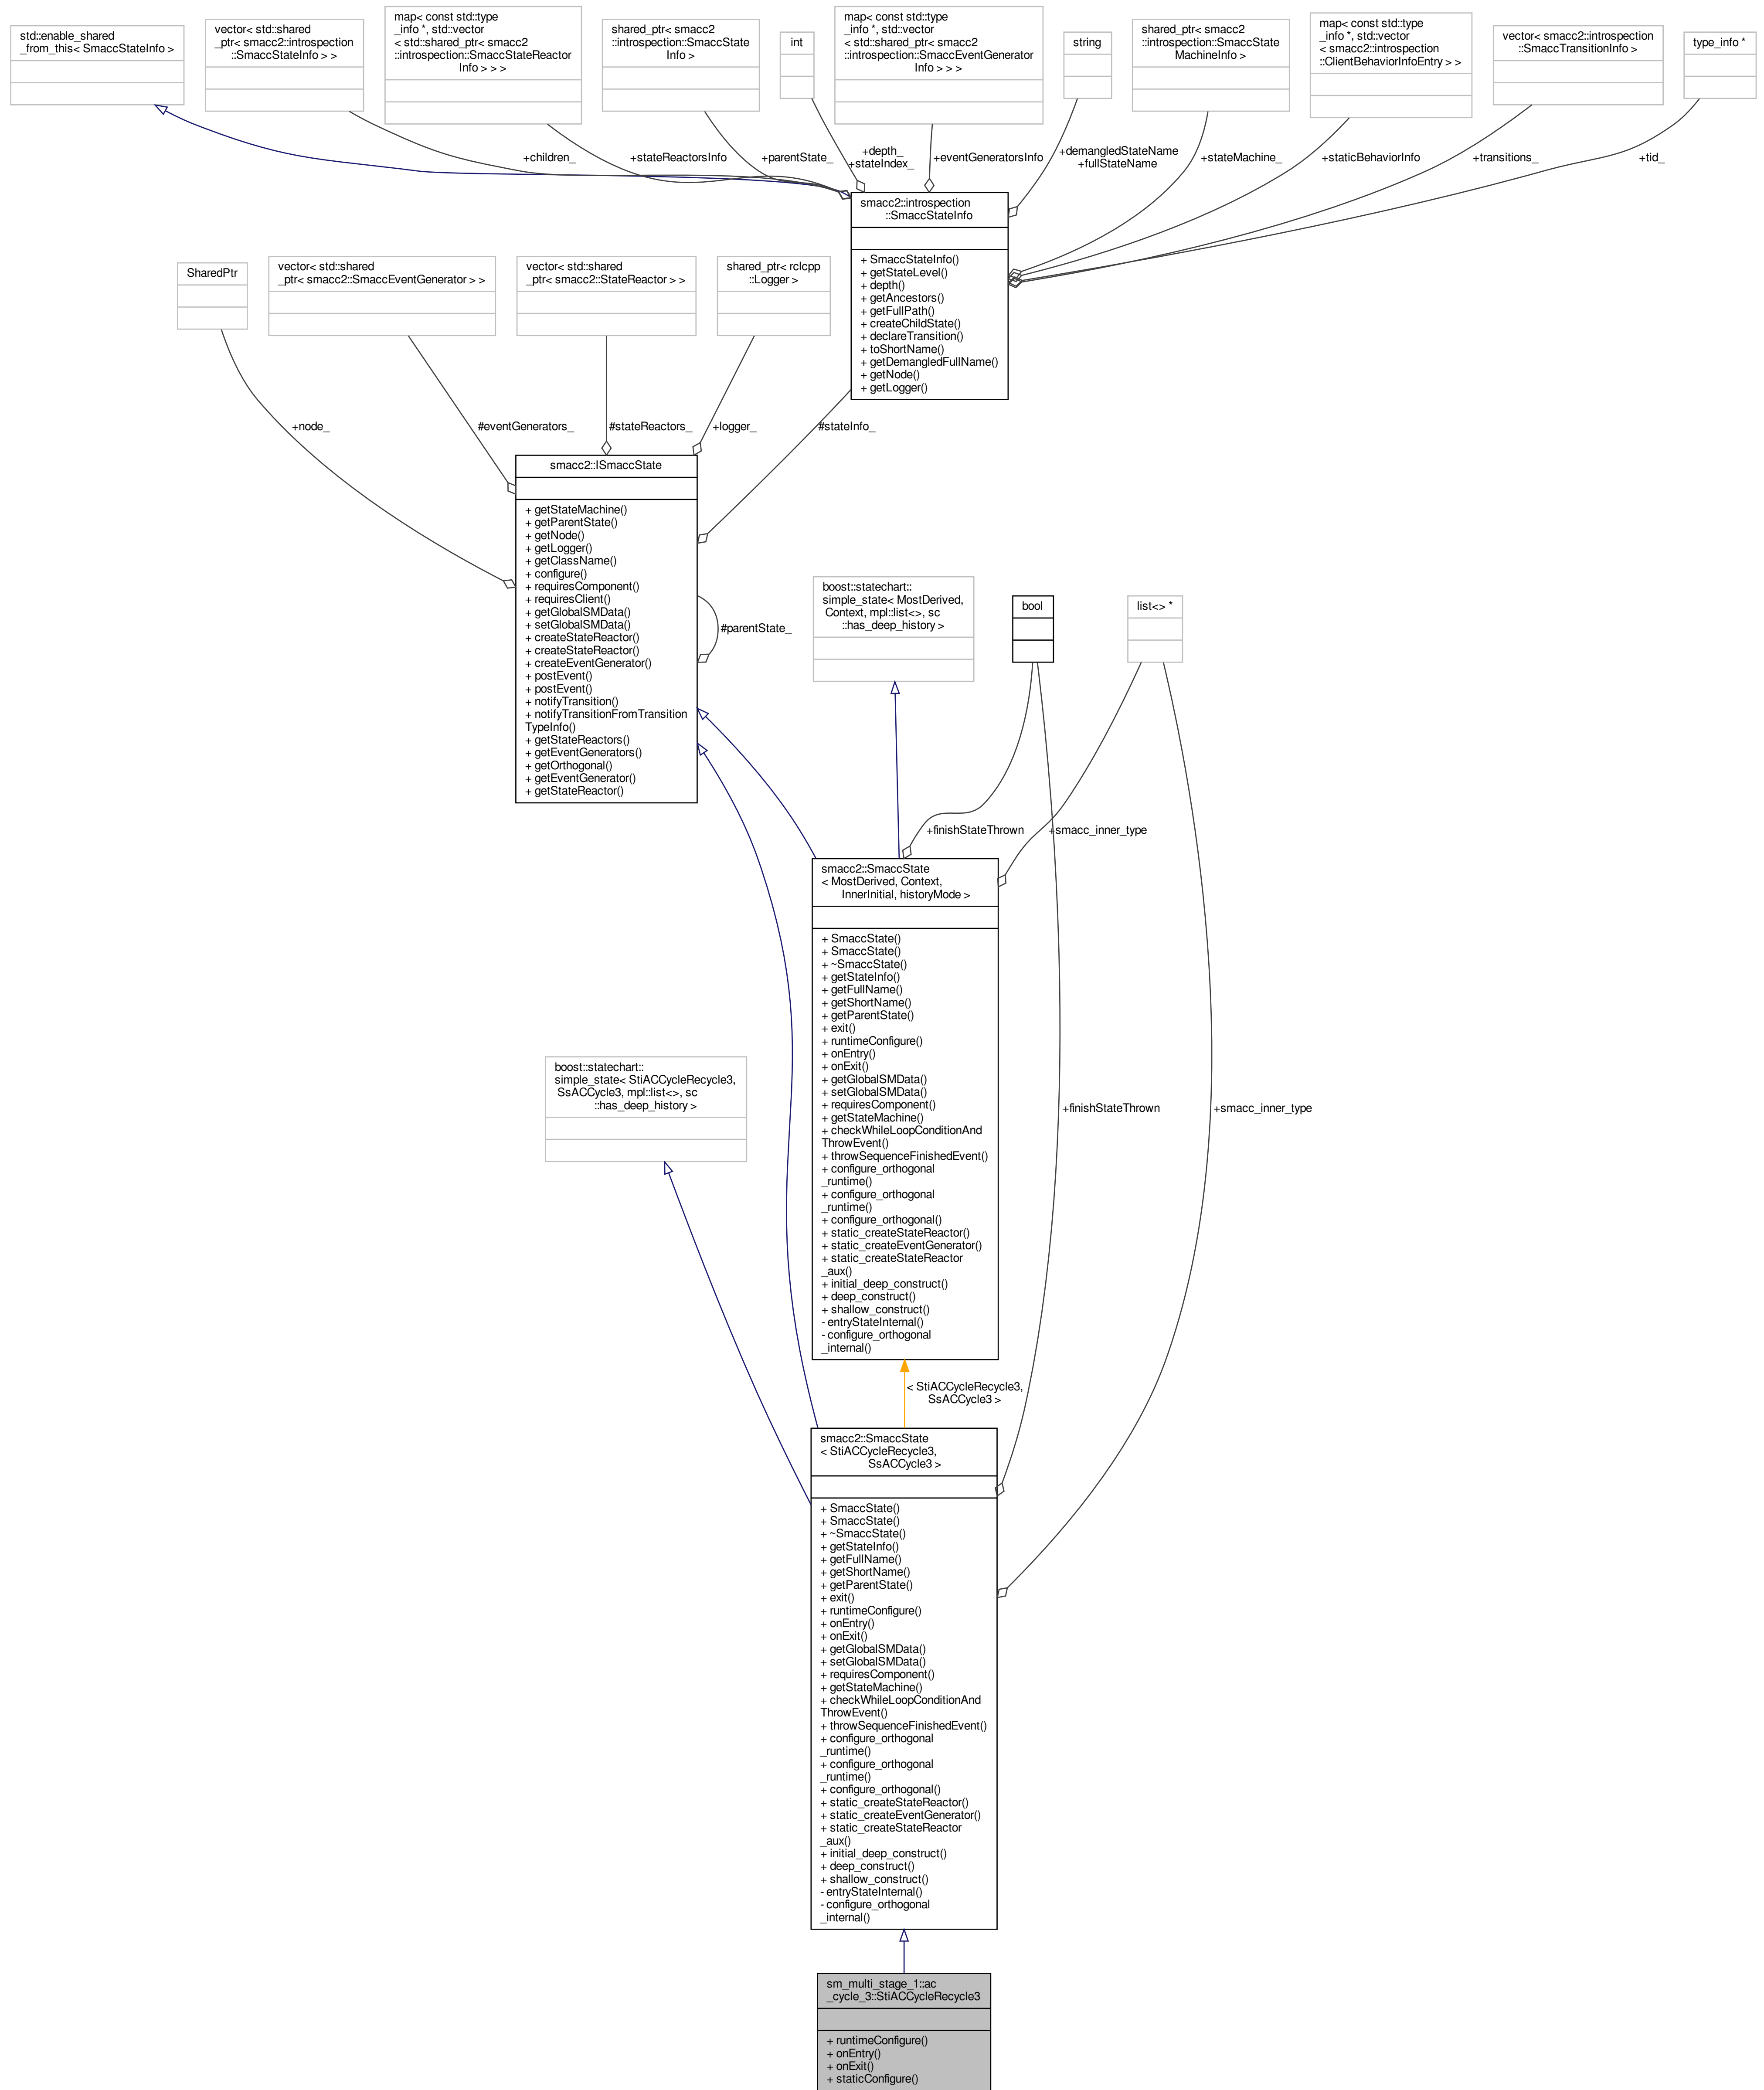 std::enable_shared
_from_this< SmaccStateInfo >
vector< std::shared
_ptr< smacc2::introspection
::SmaccStateInfo > >
map< const std::type
_info *, std::vector
< std::shared_ptr< smacc2
::introspection::SmaccStateReactor
Info > > >
shared_ptr< smacc2
::introspection::SmaccState
Info >
int
map< const std::type
_info *, std::vector
< std::shared_ptr< smacc2
::introspection::SmaccEventGenerator
Info > > >
string
shared_ptr< smacc2
::introspection::SmaccState
MachineInfo >
map< const std::type
_info *, std::vector
< smacc2::introspection
::ClientBehaviorInfoEntry > >
vector< smacc2::introspection
::SmaccTransitionInfo >
type_info *
+children_
+stateReactorsInfo
+parentState_
+depth_
+stateIndex_
+eventGeneratorsInfo
+demangledStateName
+fullStateName
+stateMachine_
+staticBehaviorInfo
+transitions_
+tid_
smacc2::introspection
::SmaccStateInfo
+ SmaccStateInfo()
+ getStateLevel()
+ depth()
+ getAncestors()
+ getFullPath()
+ createChildState()
+ declareTransition()
+ toShortName()
+ getDemangledFullName()
+ getNode()
+ getLogger()
SharedPtr
vector< std::shared
_ptr< smacc2::SmaccEventGenerator > >
vector< std::shared
_ptr< smacc2::StateReactor > >
shared_ptr< rclcpp
::Logger >
+node_
#eventGenerators_
#stateReactors_
+logger_
#stateInfo_
smacc2::ISmaccState
+ getStateMachine()
+ getParentState()
+ getNode()
+ getLogger()
+ getClassName()
+ configure()
+ requiresComponent()
+ requiresClient()
+ getGlobalSMData()
+ setGlobalSMData()
+ createStateReactor()
+ createStateReactor()
+ createEventGenerator()
+ postEvent()
+ postEvent()
+ notifyTransition()
+ notifyTransitionFromTransition
TypeInfo()
+ getStateReactors()
+ getEventGenerators()
+ getOrthogonal()
+ getEventGenerator()
+ getStateReactor()
#parentState_
boost::statechart::
simple_state< MostDerived,
Context, mpl::list<>, sc
::has_deep_history >
bool
list<> *
+finishStateThrown
+smacc_inner_type
smacc2::SmaccState
< MostDerived, Context,
InnerInitial, historyMode >
+ SmaccState()
+ SmaccState()
+ ~SmaccState()
+ getStateInfo()
+ getFullName()
+ getShortName()
+ getParentState()
+ exit()
+ runtimeConfigure()
+ onEntry()
+ onExit()
+ getGlobalSMData()
+ setGlobalSMData()
+ requiresComponent()
+ getStateMachine()
+ checkWhileLoopConditionAnd
ThrowEvent()
+ throwSequenceFinishedEvent()
+ configure_orthogonal
_runtime()
+ configure_orthogonal
_runtime()
+ configure_orthogonal()
+ static_createStateReactor()
+ static_createEventGenerator()
+ static_createStateReactor
_aux()
+ initial_deep_construct()
+ deep_construct()
+ shallow_construct()
- entryStateInternal()
- configure_orthogonal
_internal()
boost::statechart::
simple_state< StiACCycleRecycle3,
SsACCycle3, mpl::list<>, sc
::has_deep_history >
+finishStateThrown
+smacc_inner_type
< StiACCycleRecycle3,
SsACCycle3 >
smacc2::SmaccState
< StiACCycleRecycle3,
SsACCycle3 >
+ SmaccState()
+ SmaccState()
+ ~SmaccState()
+ getStateInfo()
+ getFullName()
+ getShortName()
+ getParentState()
+ exit()
+ runtimeConfigure()
+ onEntry()
+ onExit()
+ getGlobalSMData()
+ setGlobalSMData()
+ requiresComponent()
+ getStateMachine()
+ checkWhileLoopConditionAnd
ThrowEvent()
+ throwSequenceFinishedEvent()
+ configure_orthogonal
_runtime()
+ configure_orthogonal
_runtime()
+ configure_orthogonal()
+ static_createStateReactor()
+ static_createEventGenerator()
+ static_createStateReactor
_aux()
+ initial_deep_construct()
+ deep_construct()
+ shallow_construct()
- entryStateInternal()
- configure_orthogonal
_internal()
sm_multi_stage_1::ac
_cycle_3::StiACCycleRecycle3
+ runtimeConfigure()
+ onEntry()
+ onExit()
+ staticConfigure()